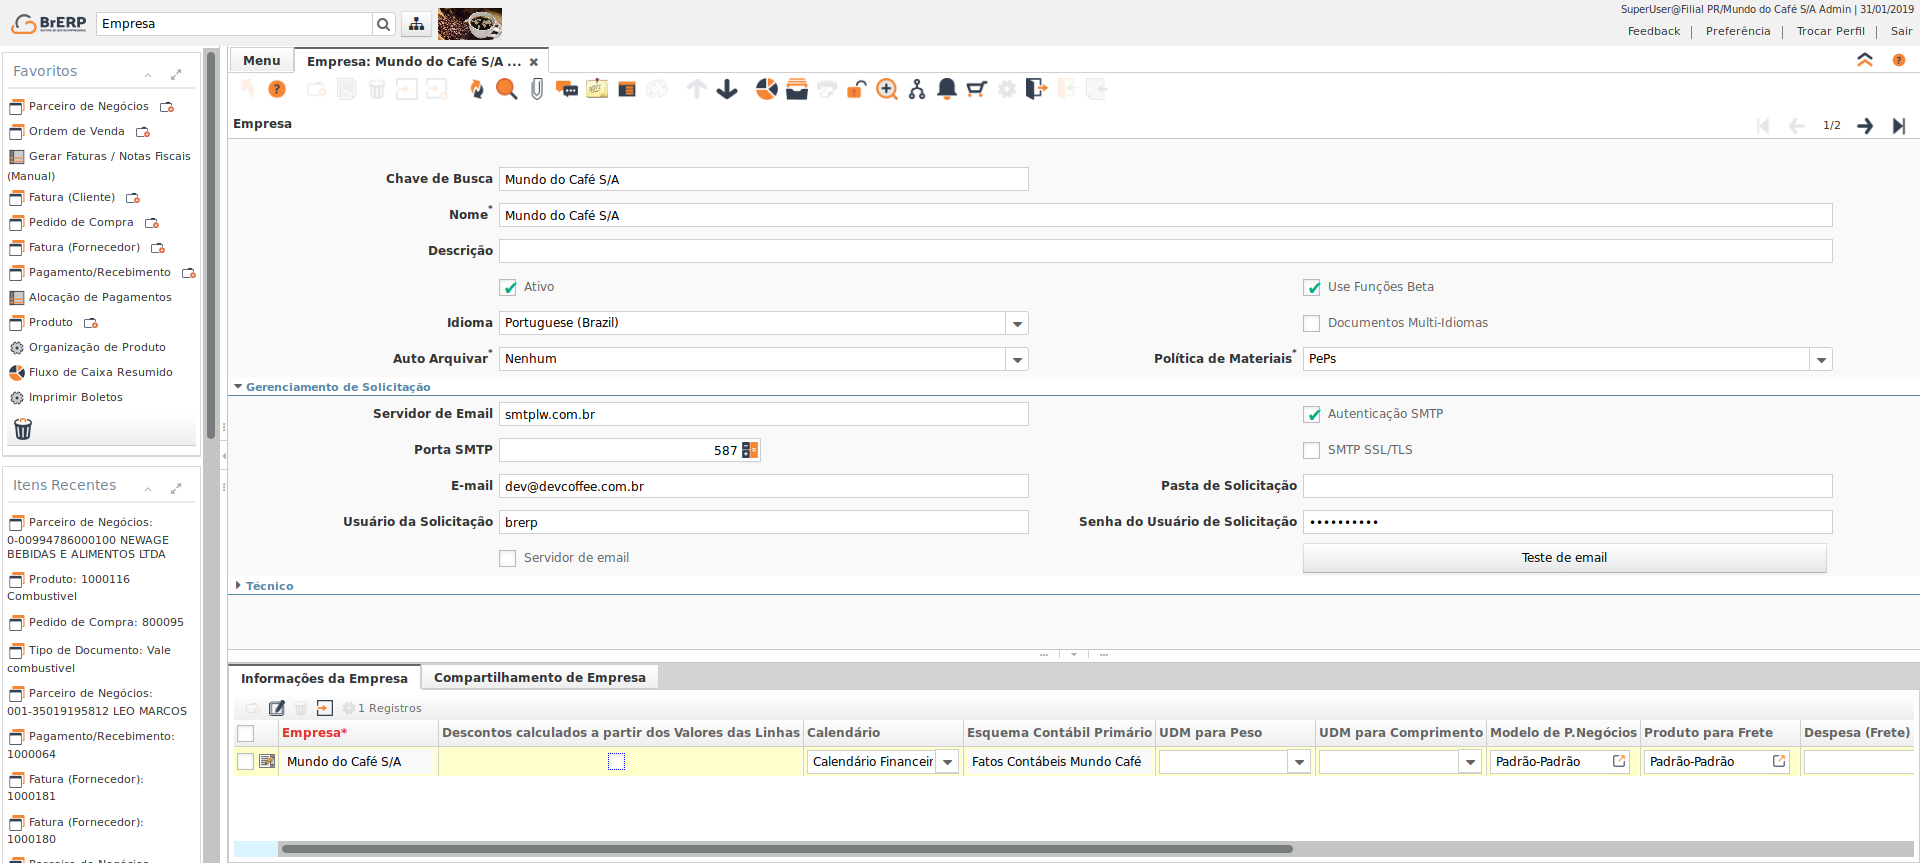 BrERP
Empresa
SuperUser@Filial PR/Mundo do Café S/A Admin | 31/01/2019
Feedback | Preferência | Trocar Perfil | Sair
Favoritos
Parceiro de Negócios
Ordem de Venda
Gerar Faturas / Notas Fiscais
(Manual)
Fatura (Cliente)
Pedido de Compra
Fatura (Fornecedor)
Pagamento/Recebimento
Alocação de Pagamentos
Produto
Organização de Produto
Fluxo de Caixa Resumido
Imprimir Boletos
Itens Recentes
Parceiro de Negócios:
0-00994786000100 NEWAGE
BEBIDAS E ALIMENTOS LTDA
Produto: 1000116
Combustivel
Pedido de Compra: 800095
Tipo de Documento: Vale
combustivel
Parceiro de Negócios:
001-35019195812 LEO MARCOS
Pagamento/Recebimento:
1000064
Fatura (Fornecedor):
1000181
Fatura (Fornecedor):
1000180
Menu
Empresa: Mundo do Café S/A ...
Empresa
1/2
Chave de Busca Mundo do Café S/A
Nome* Mundo do Café S/A
Descrição
Ativo Use Funções Beta
Idioma Portuguese (Brazil) Documentos Multi-Idiomas
Auto Arquivar* Nenhum Política de Materiais* PePs
Gerenciamento de Solicitação
Servidor de Email smtplw.com.br Autenticação SMTP
Porta SMTP 587 SMTP SSL/TLS
E-mail dev@devcoffee.com.br Pasta de Solicitação
Usuário da Solicitação brerp Senha do Usuário de Solicitação ••••••••••
Servidor de email Teste de email
Técnico
Informações da Empresa Compartilhamento de Empresa
1 Registros
Empresa* Descontos calculados a partir dos Valores das Linhas Calendário Esquema Contábil Primário UDM para Peso UDM para Comprimento Modelo de P.Negócios Produto para Frete Despesa (Frete)
Mundo do Café S/A Calendário Financeir Fatos Contábeis Mundo Café Padrão-Padrão Padrão-Padrão